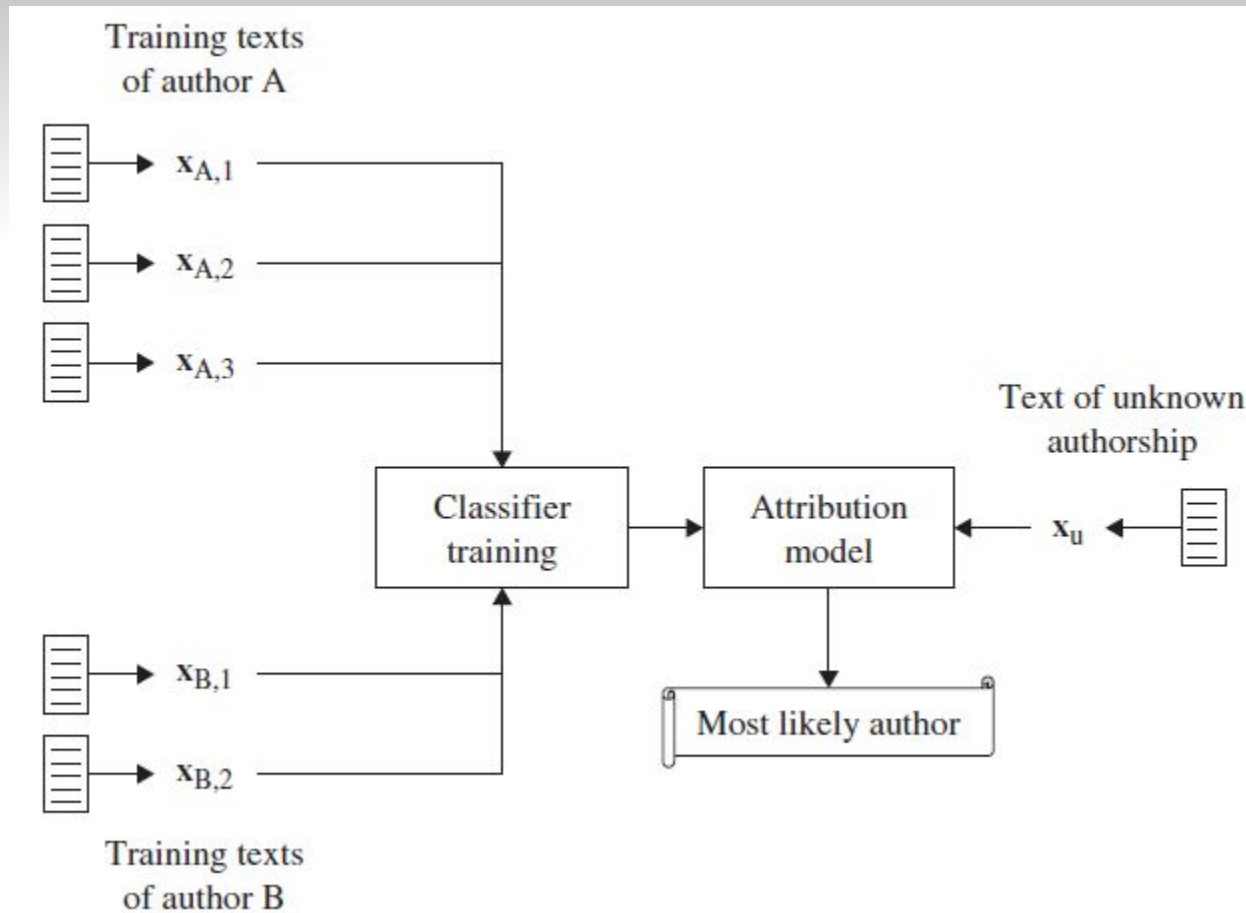 Training texts
of author A
x_A,1
x_A,2
x_A,3
Text of unknown
authorship
Classifier
training
Attribution
model
x_u
x_B,1
x_B,2
Most likely author
Training texts
of author B